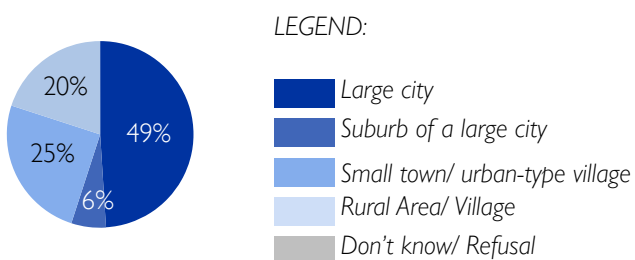 LEGEND:
20%
49%
25%
6%
Large city
Suburb of a large city
Small town/ urban-type village
Rural Area/ Village
Don't know/ Refusal